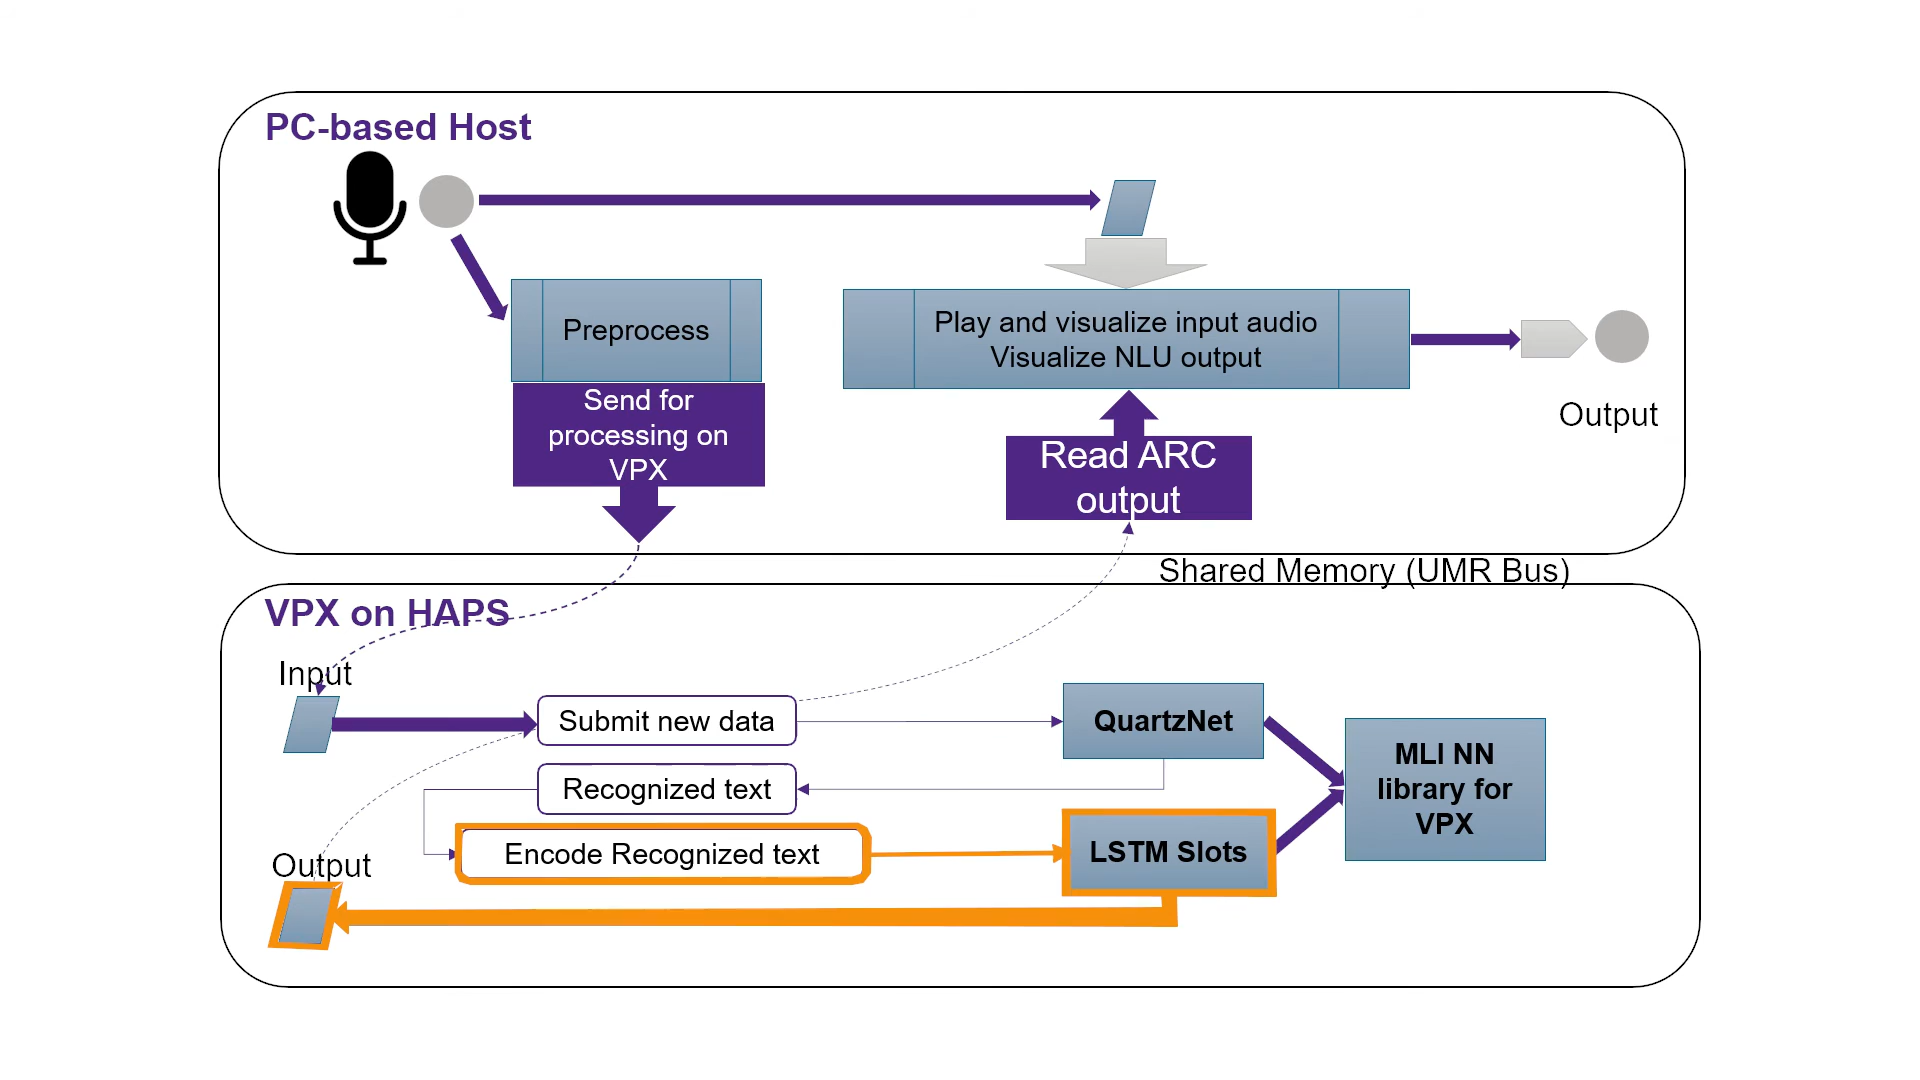 PC-based Host
Preprocess
Send for
processing on
VPX
Play and visualize input audio
Visualize NLU output
Output
Read ARC
output
Shared Memory (UMR Bus)
VPX on HAPS
Input
Submit new data
QuartzNet
Recognized text
MLI NN
library for
VPX
Encode Recognized text
LSTM Slots
Output